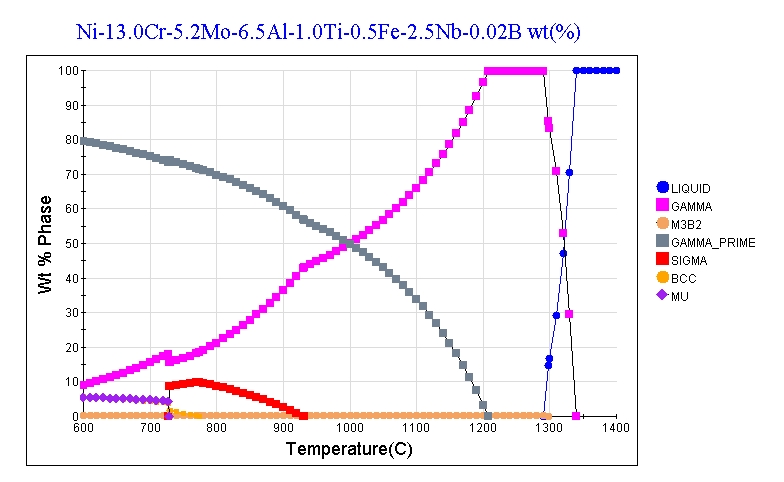 Ni-13.0Cr-5.2Mo-6.5Al-1.0Ti-0.5Fe-2.5Nb-0.02B wt(%)
100
90
80
70
60
50
40
30
20
10
0
Wt % Phase
600 700 800 900 1000 1100 1200 1300 1400
Temperature(C)
LIQUID
GAMMA
M3B2
GAMMA_PRIME
SIGMA
BCC
MU